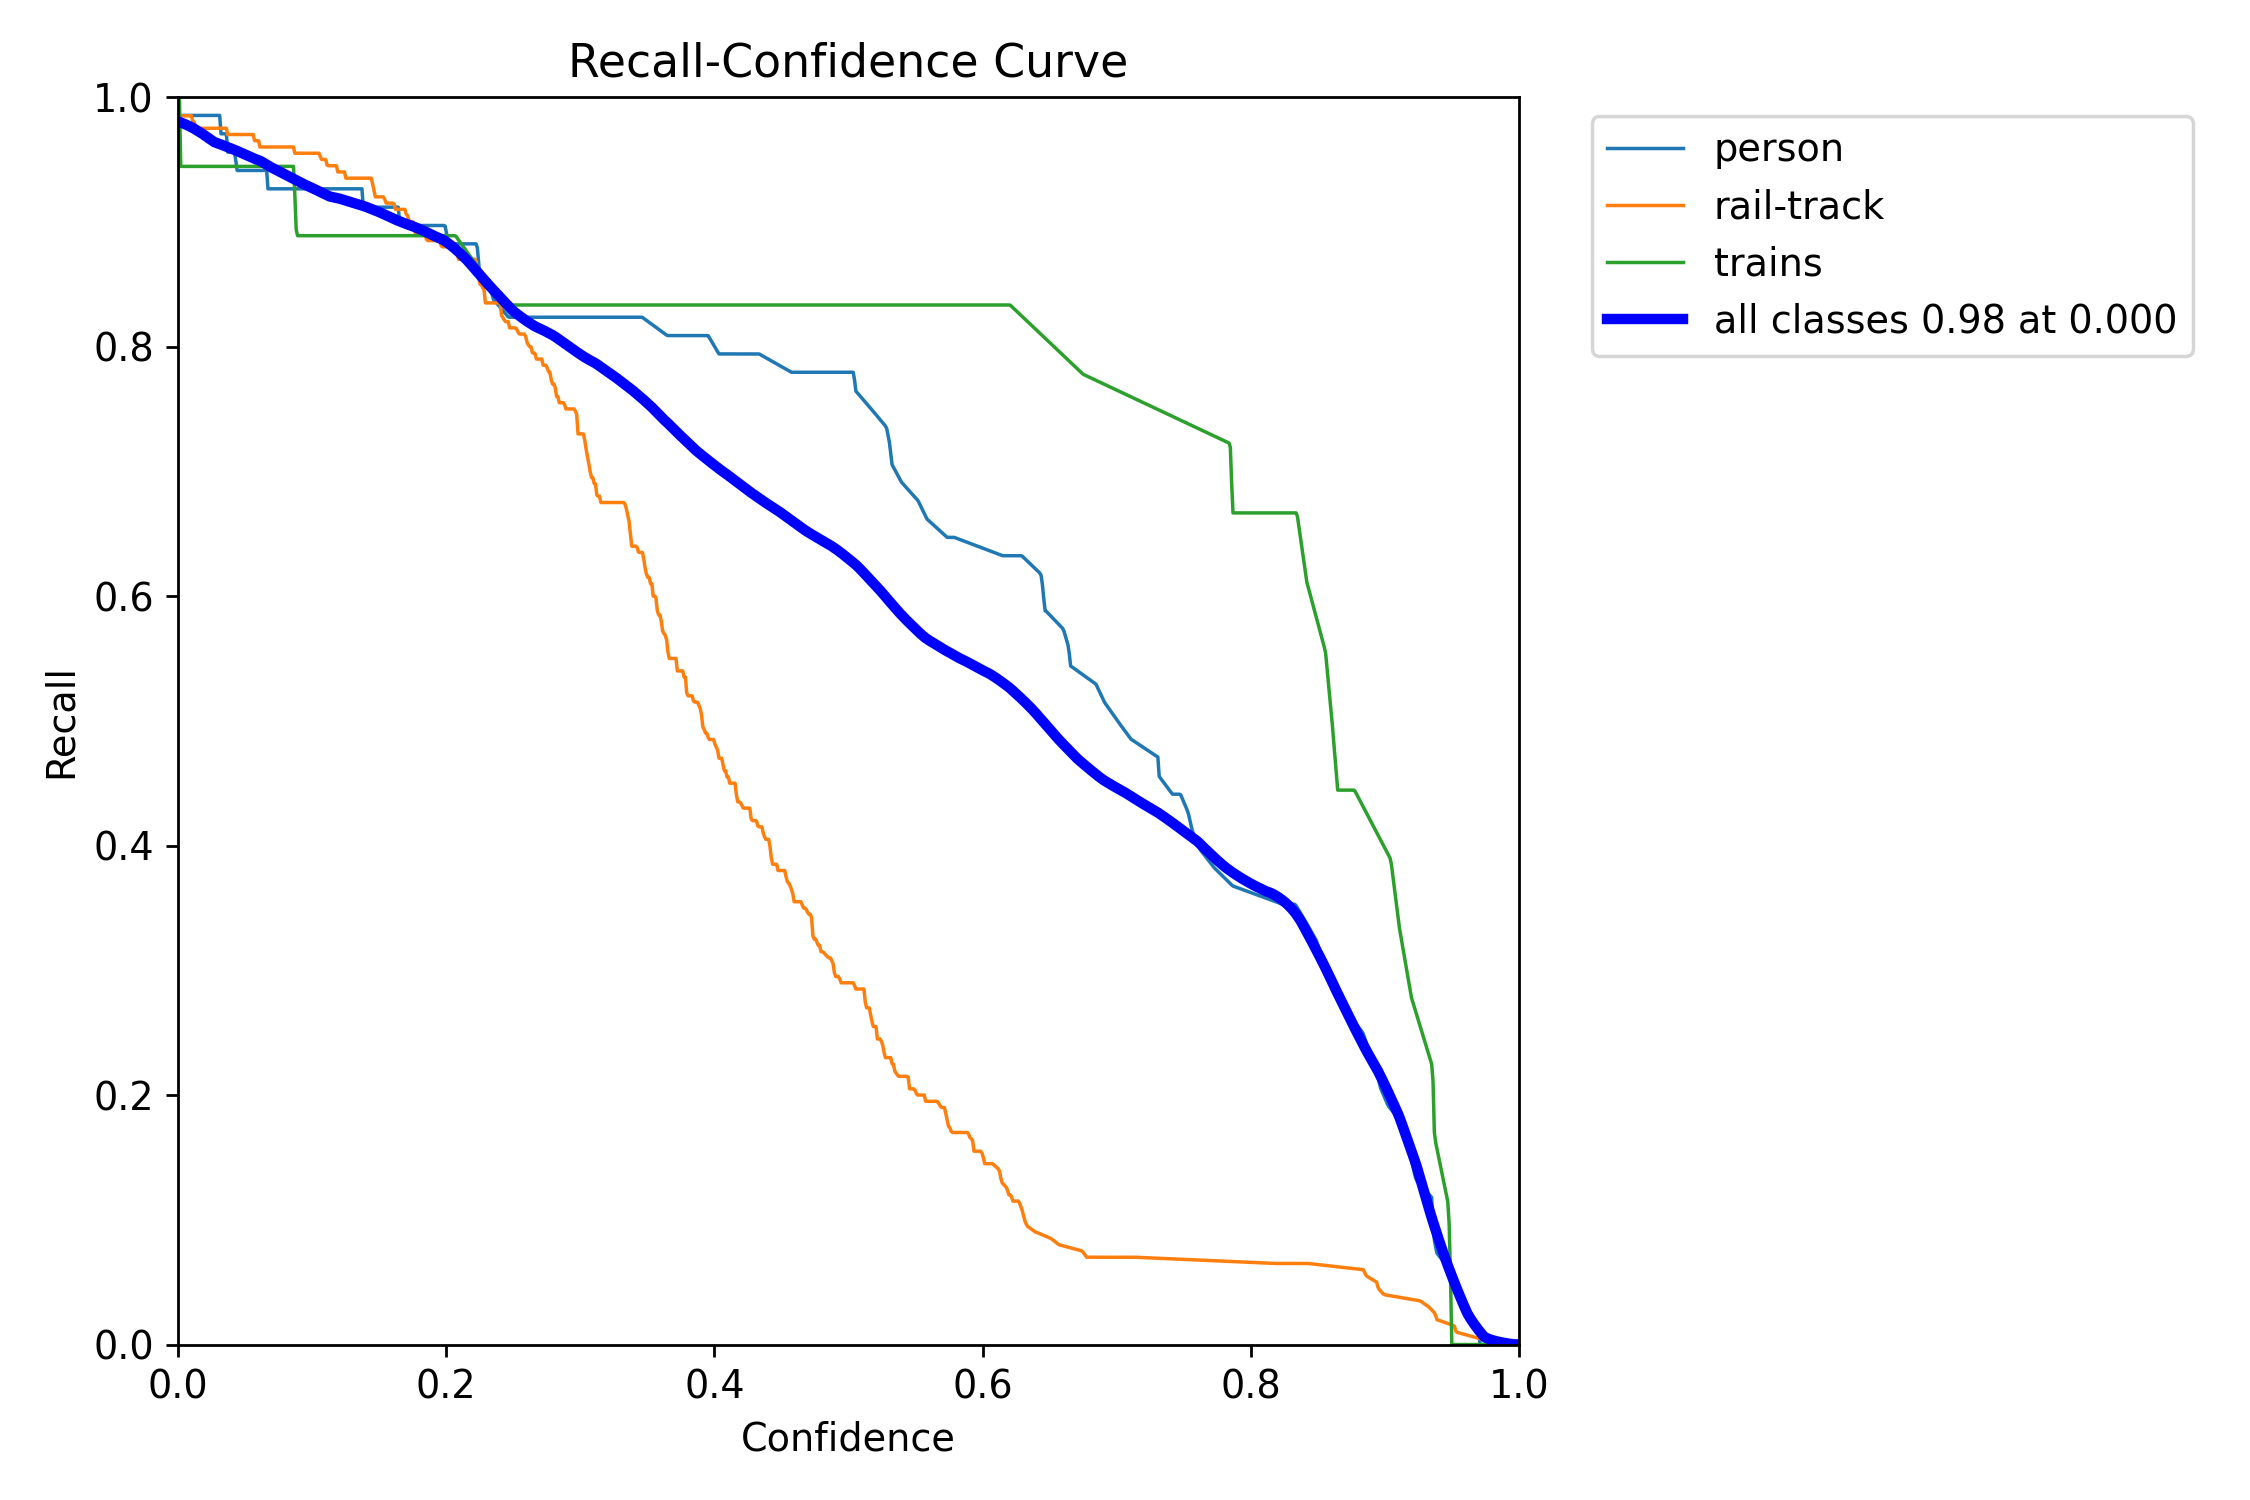 Recall-Confidence Curve
1.0
0.8
0.6
0.4
0.2
0.0
Recall
0.0 0.2 0.4 0.6 0.8 1.0
Confidence
person
rail-track
trains
all classes 0.98 at 0.000